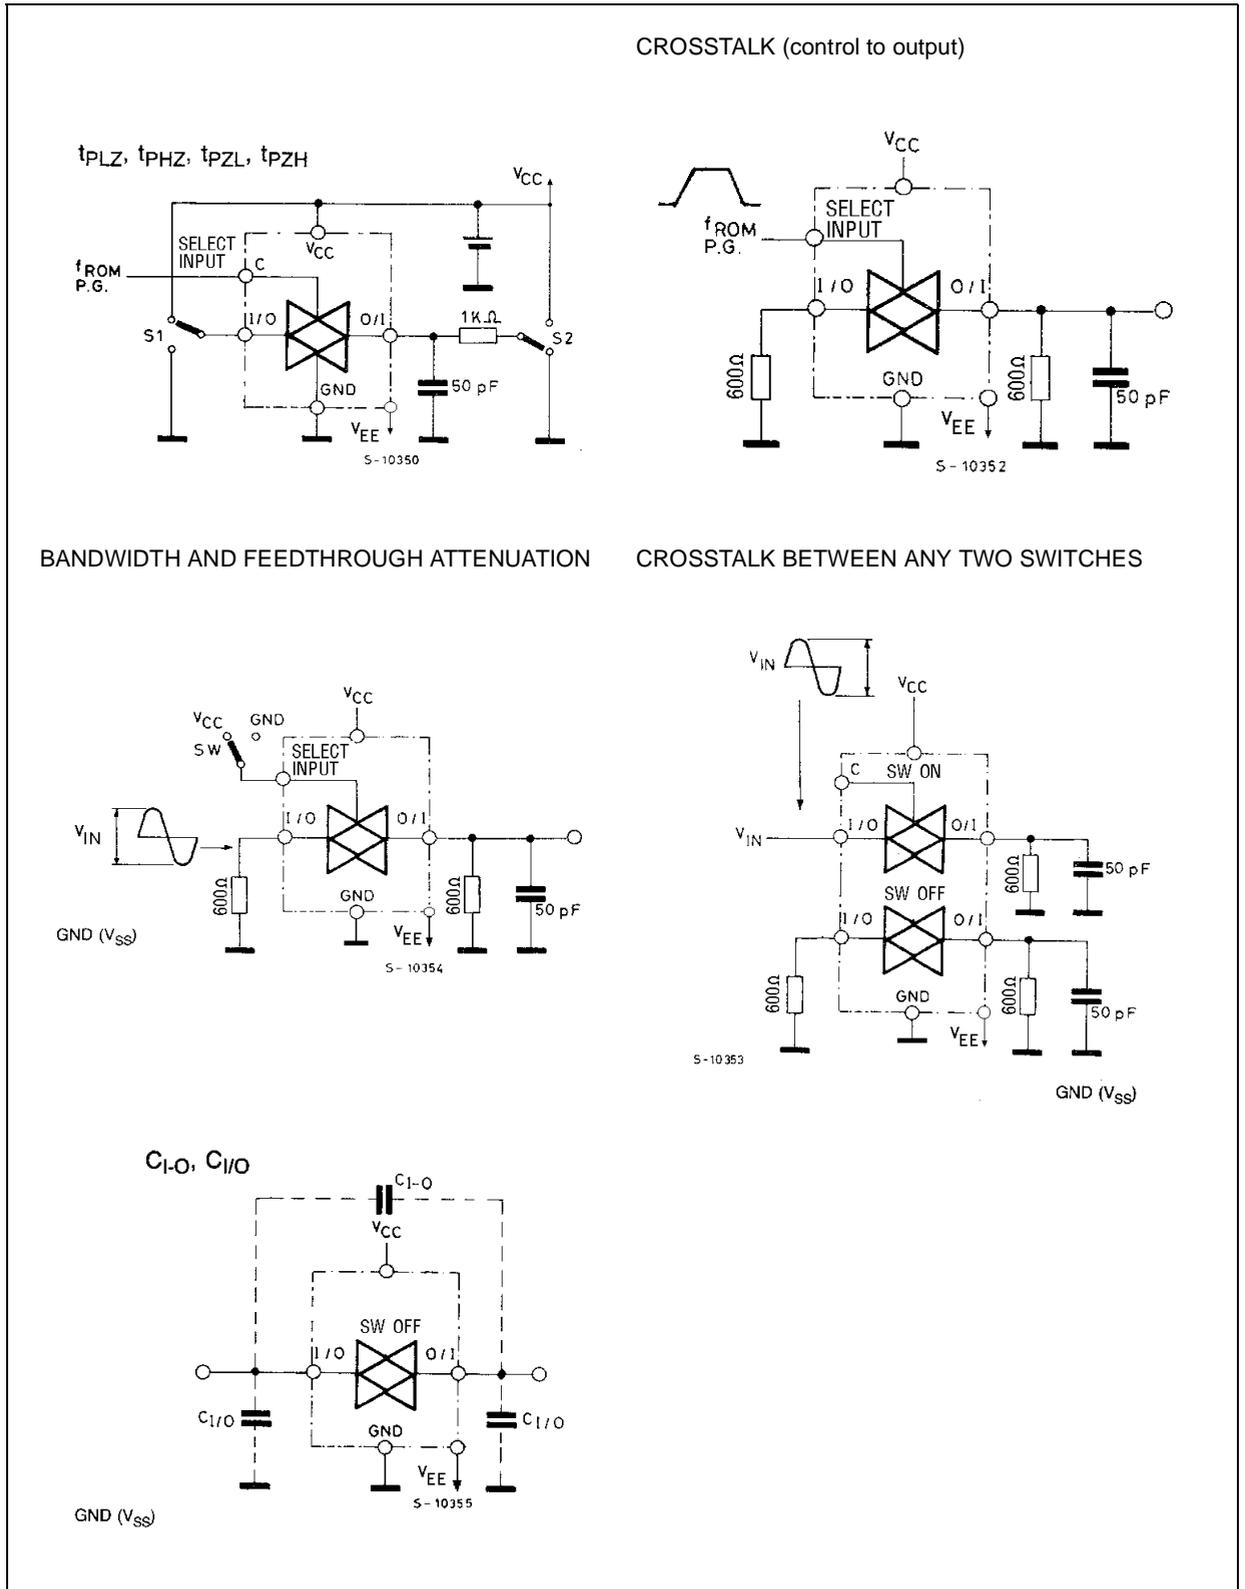 CROSSTALK (control to output)
tPLZ, tPHZ, tPZL, tPZH
VCC
SELECT
INPUT
VCC
fROM
P.G.
C
I/O
O/I
1KΩ
S1
S2
GND
50 pF
VEE
S-10350
VCC
SELECT
INPUT
fROM
P.G.
I/O
O/I
600Ω
GND
600Ω
50 pF
VEE
S-10352
BANDWIDTH AND FEEDTHROUGH ATTENUATION
CROSSTALK BETWEEN ANY TWO SWITCHES
VCC
VCC
GND
SW
SELECT
INPUT
VIN
I/O
O/I
600Ω
GND
600Ω
50 pF
VEE
GND (VSS)
S-10354
VIN
VCC
C
SW ON
VIN
I/O
O/I
600Ω
50 pF
SW OFF
I/O
O/I
600Ω
GND
600Ω
50 pF
VEE
S-10353
GND (VSS)
CI-O, CI/O
CI-O
VCC
SW OFF
I/O
O/I
CI/O
GND
CI/O
VEE
S-10355
GND (VSS)